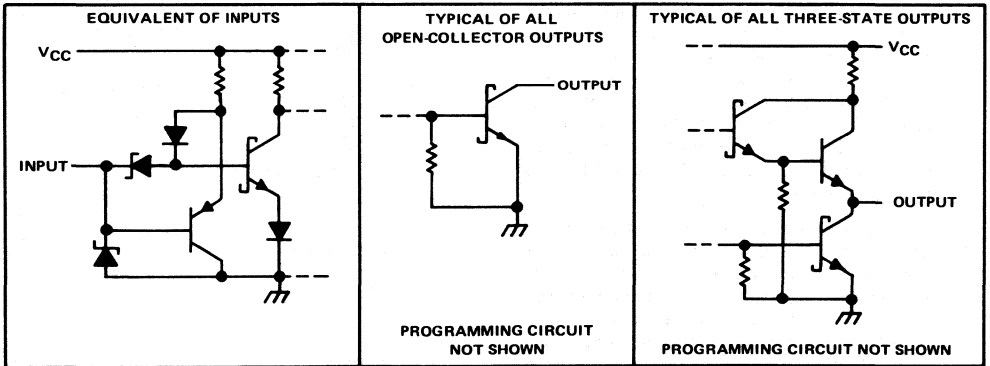 EQUIVALENT OF INPUTS
VCC
INPUT
TYPICAL OF ALL
OPEN-COLLECTOR OUTPUTS
OUTPUT
PROGRAMMING CIRCUIT
NOT SHOWN
TYPICAL OF ALL THREE-STATE OUTPUTS
VCC
OUTPUT
PROGRAMMING CIRCUIT NOT SHOWN